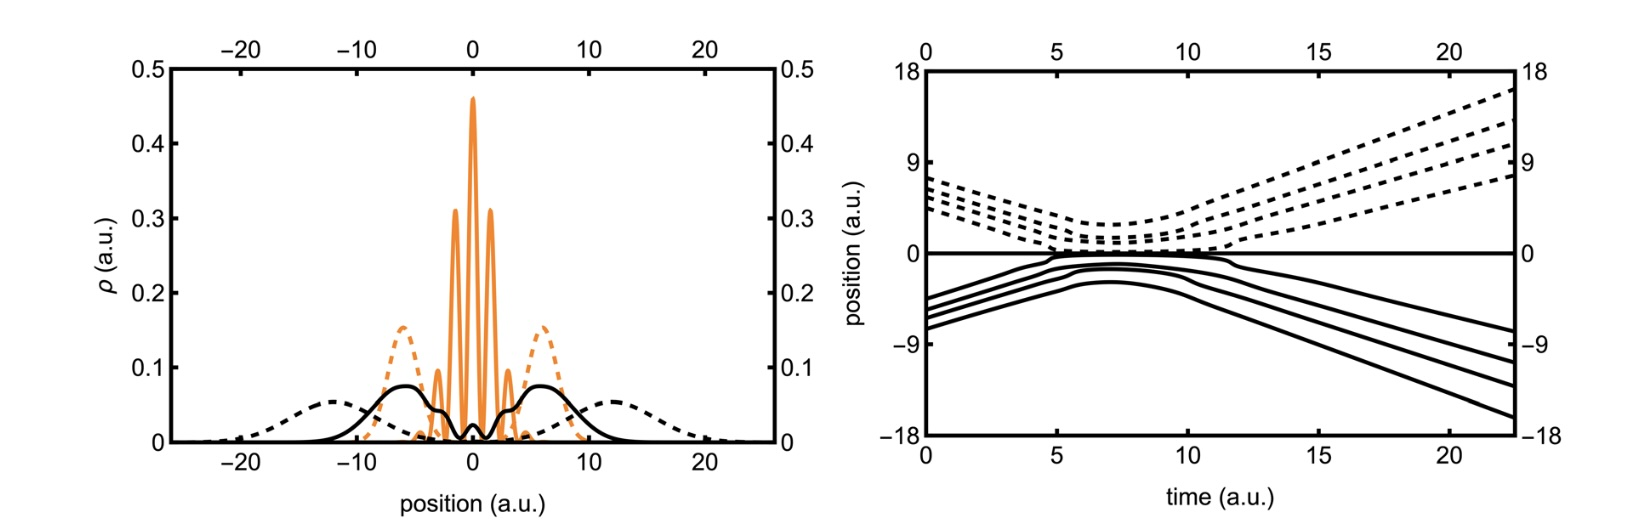 −20 −10 0 10 20
0.5 0.5
0.4 0.4
0.3 0.3
0.2 0.2
0.1 0.1
0 0
−20 −10 0 10 20
ρ (a.u.)
position (a.u.)
0 5 10 15 20
18 18
9 9
0 0
−9 −9
−18 −18
0 5 10 15 20
position (a.u.)
time (a.u.)